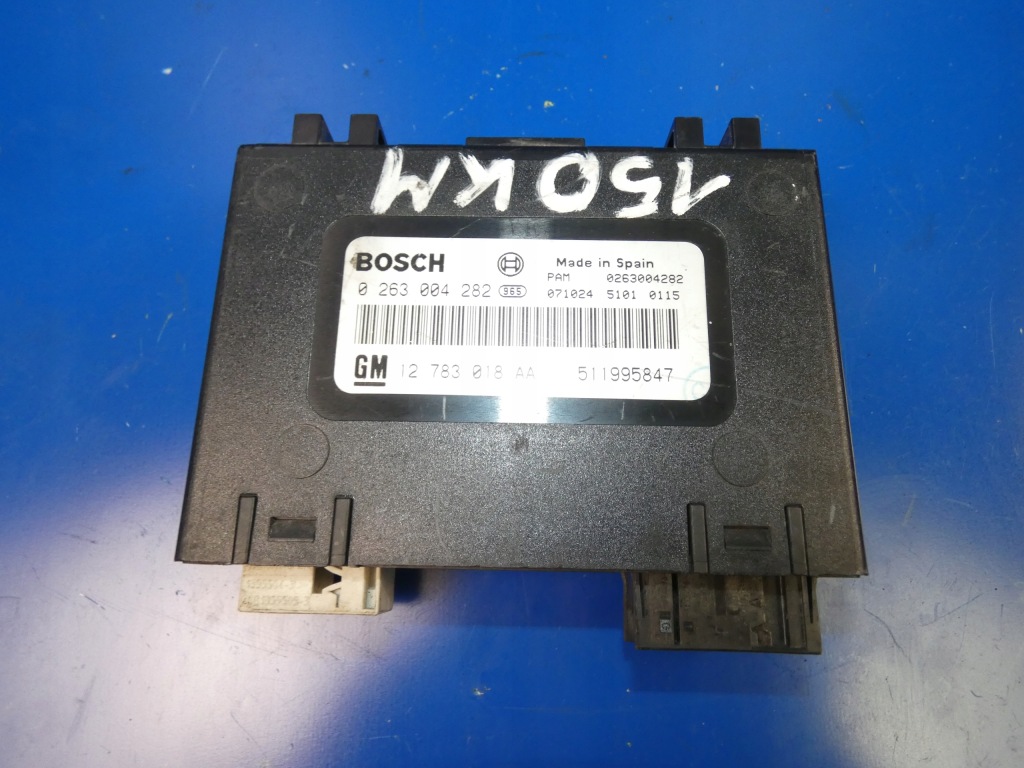 150KM
BOSCH Made in Spain
0 263 004 282 965 PAM 0263004282
071024 5101 0115
GM 12 783 018 AA 511995847